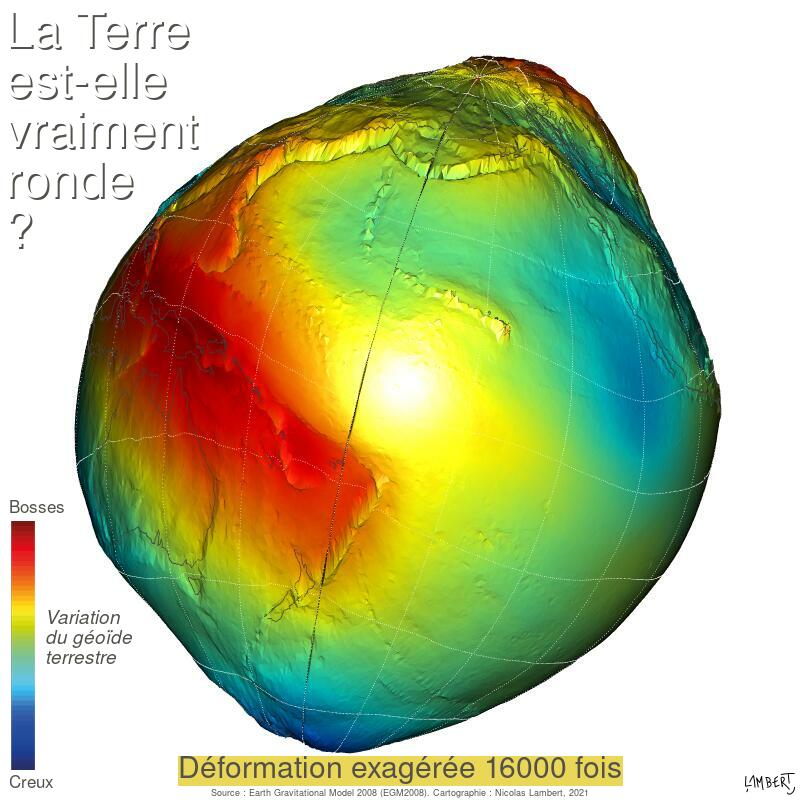 La Terre
est-elle
vraiment
ronde
?
Bosses
Variation
du géoïde
terrestre
Creux
Déformation exagérée 16000 fois
Source : Earth Gravitational Model 2008 (EGM2008). Cartographie : Nicolas Lambert, 2021
LAMBERT